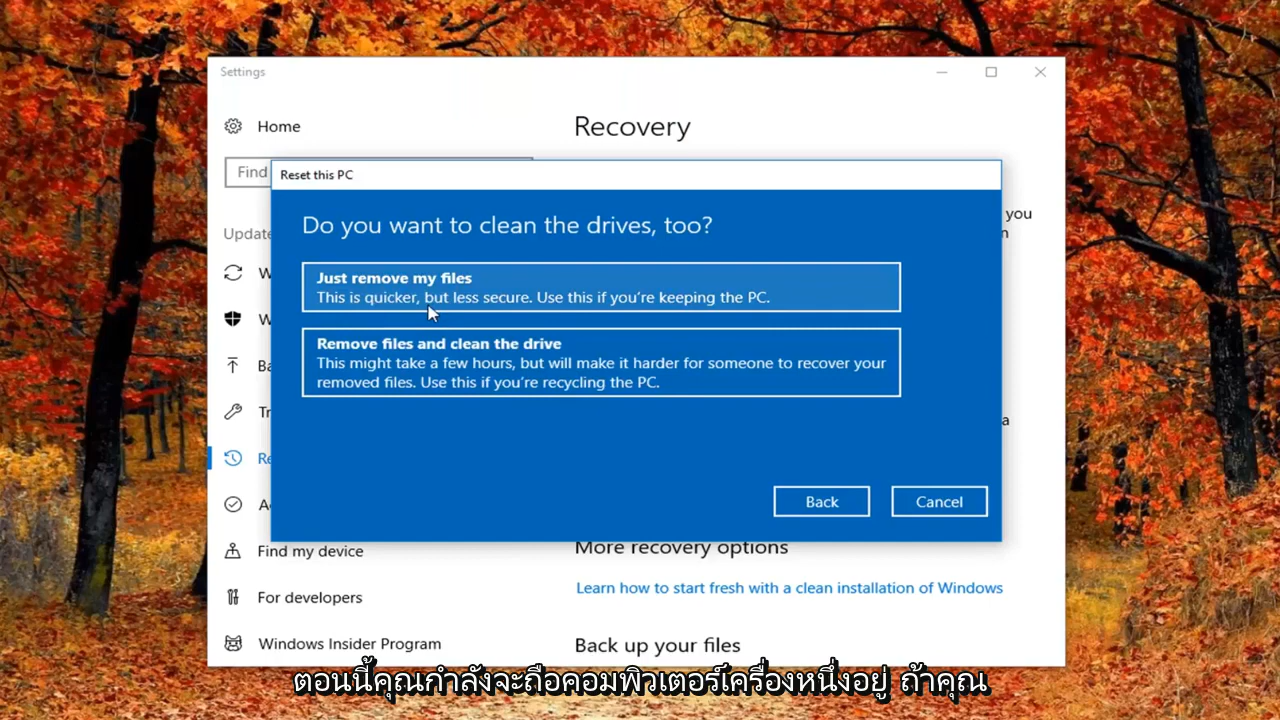 Settings
Home
Recovery
Find
Reset this PC
Do you want to clean the drives, too?
you
Update
n
Just remove my files
This is quicker, but less secure. Use this if you're keeping the PC.
W
W
Remove files and clean the drive
This might take a few hours, but will make it harder for someone to recover your
removed files. Use this if you're recycling the PC.
Ba
Tr
a
Re
Back
Cancel
A
Find my device
More recovery options
Learn how to start fresh with a clean installation of Windows
For developers
Windows Insider Program
Back up your files
ตอนนี้คุณกำลังจะถือคอมพิวเตอร์เครื่องหนึ่งอยู่ ถ้าคุณ